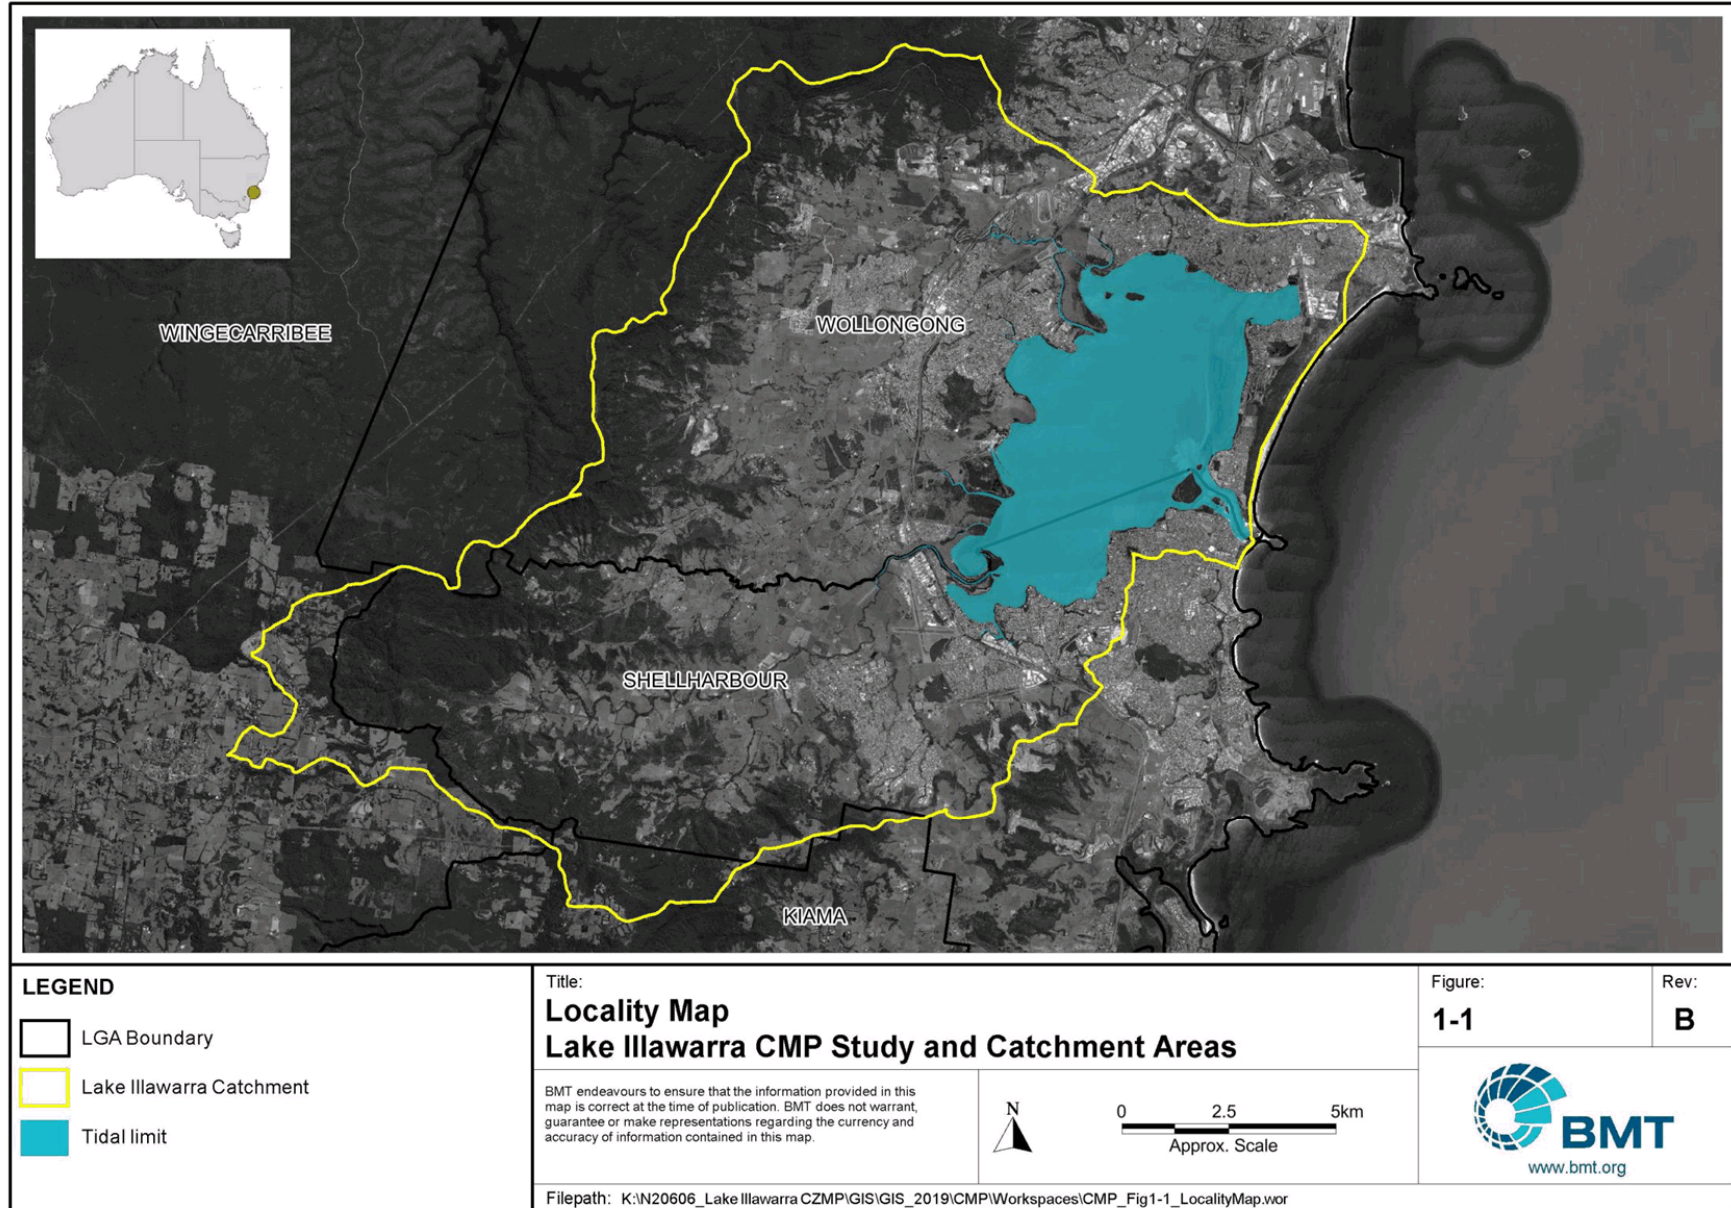 WINGECARRIBEE
WOLLONGONG
SHELLHARBOUR
KIAMA
LEGEND
LGA Boundary
Lake Illawarra Catchment
Tidal limit
Title:
Locality Map
Lake Illawarra CMP Study and Catchment Areas
Figure:
1-1
Rev:
B
BMT endeavours to ensure that the information provided in this
map is correct at the time of publication. BMT does not warrant,
guarantee or make representations regarding the currency and
accuracy of information contained in this map.
N
0 2.5 5km
Approx. Scale
BMT
www.bmt.org
Filepath: K:\N20606_Lake Illawarra CZMP\GIS\GIS_2019\CMP\Workspaces\CMP_Fig1-1_LocalityMap.wor